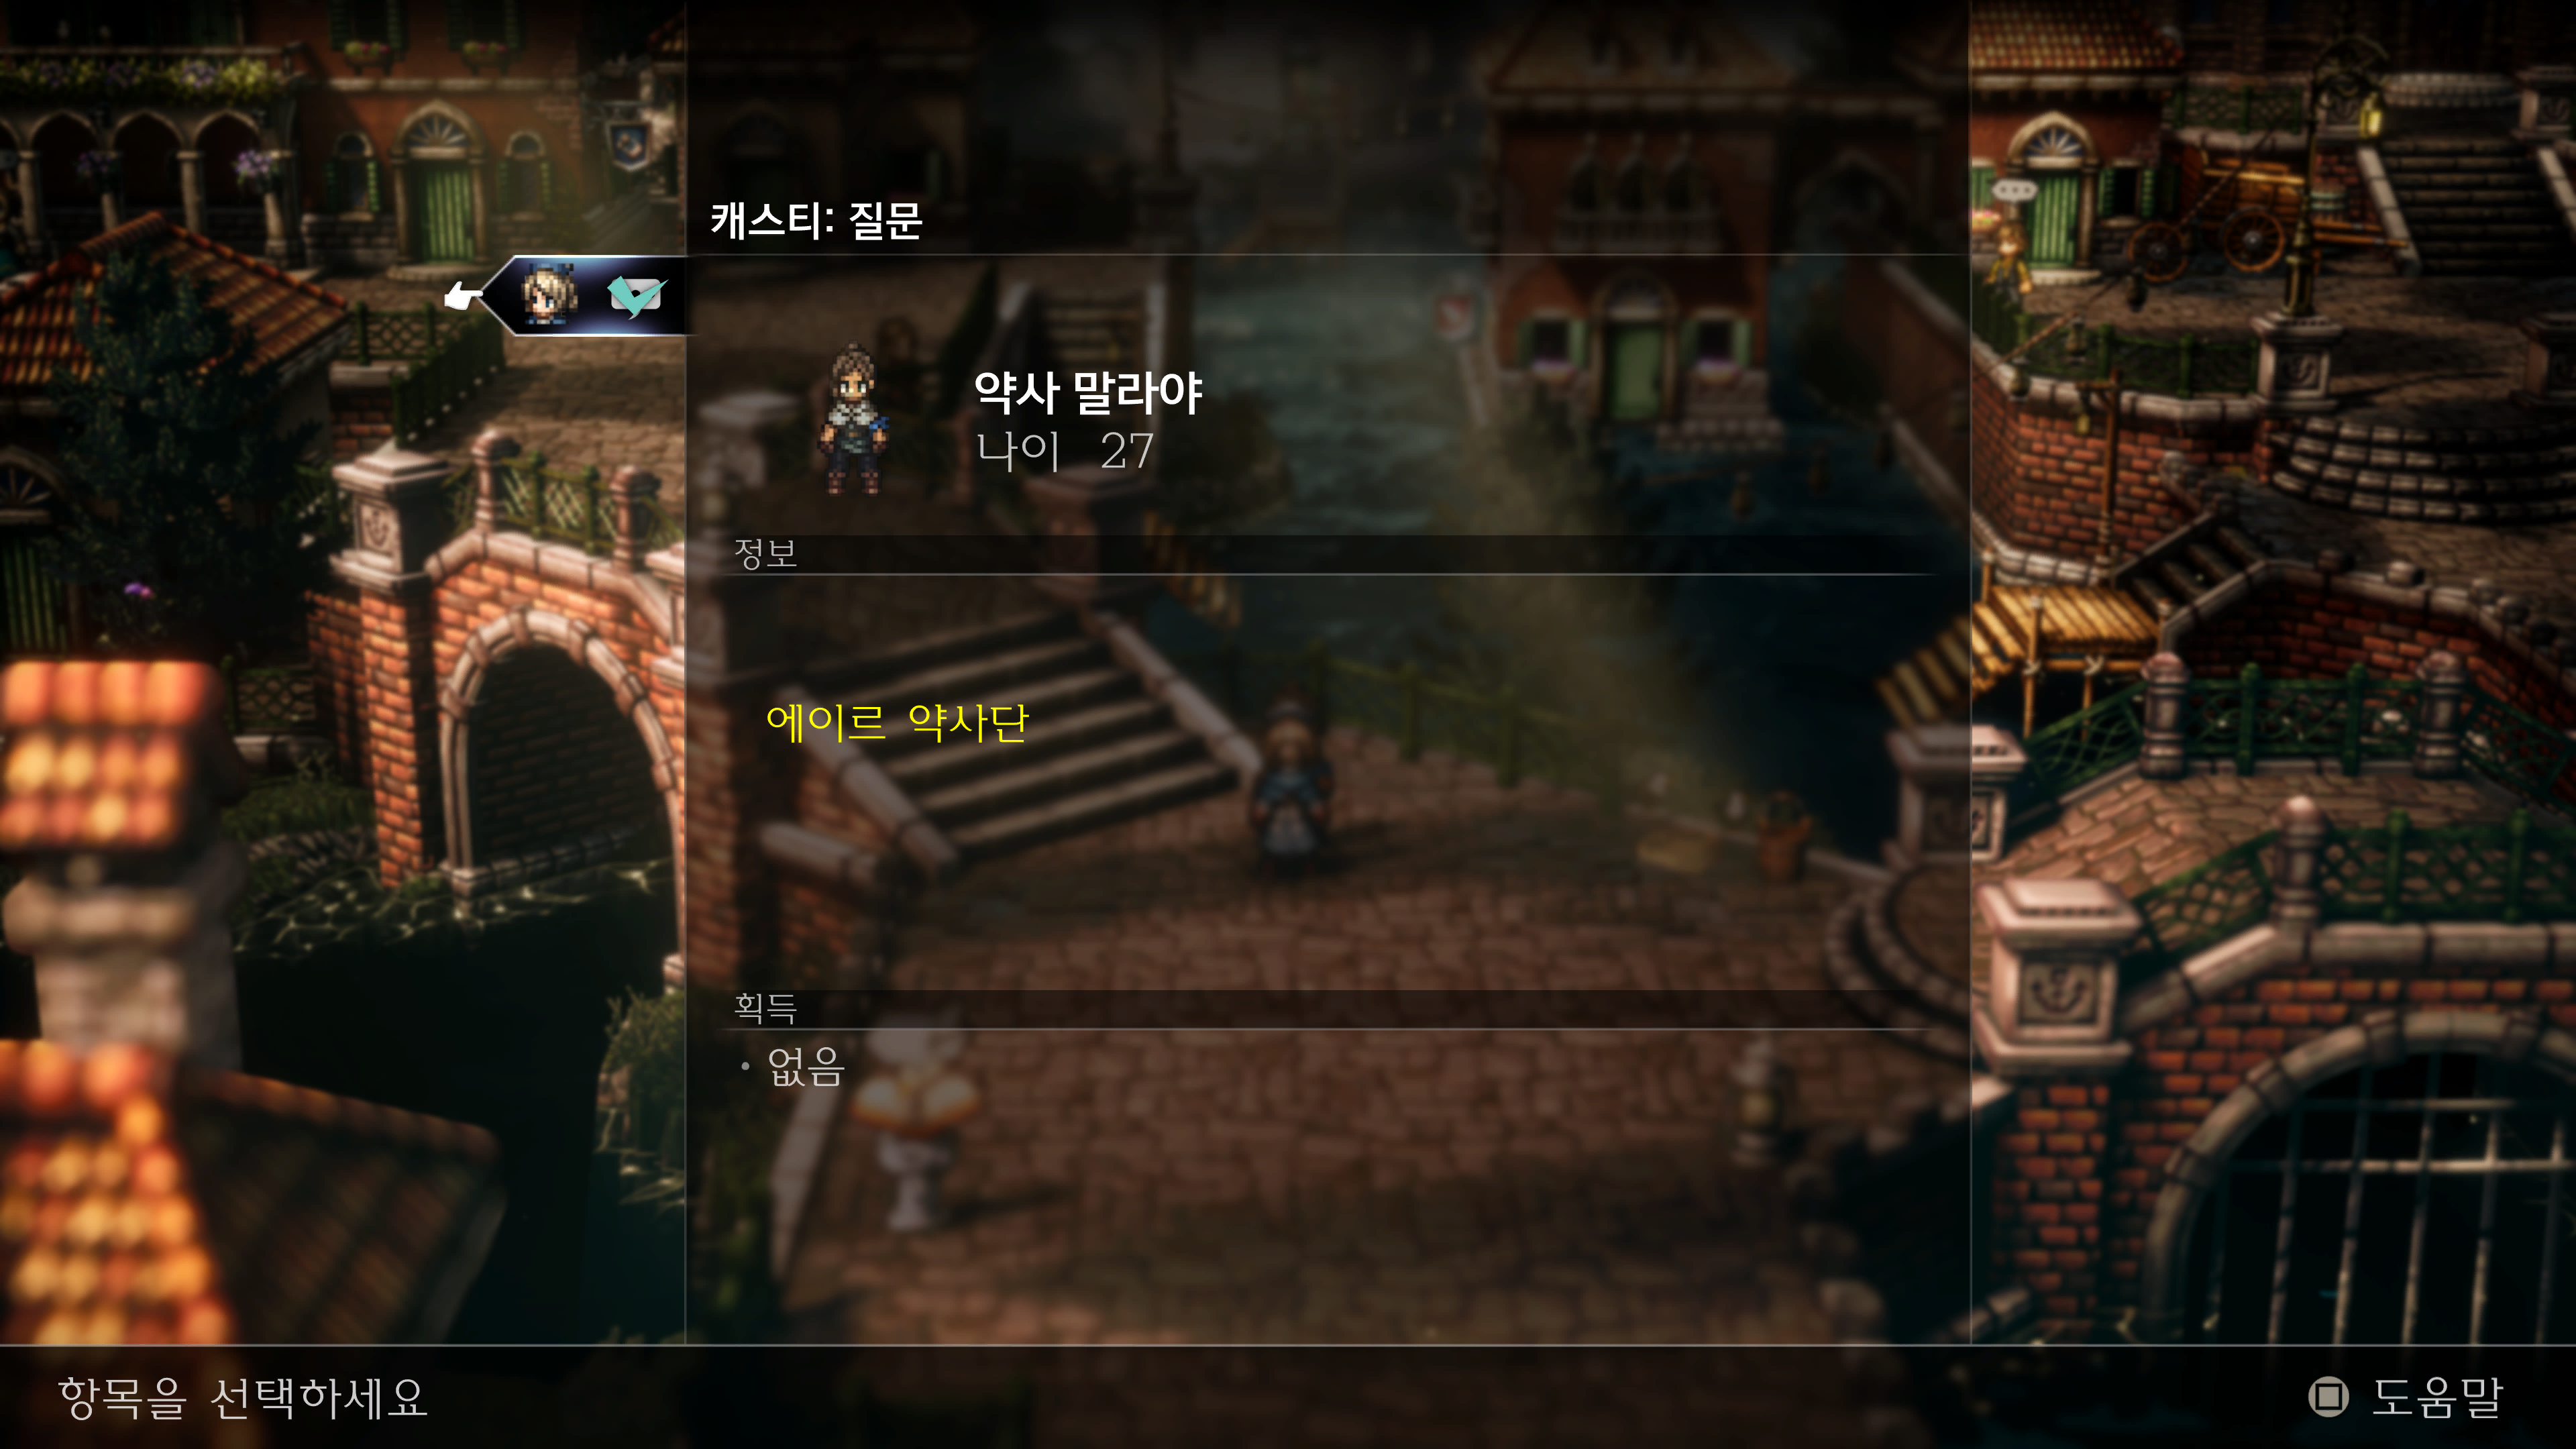 캐스티: 질문
약사 말라야
나이 27
정보
에이르 약사단
획득
• 없음
항목을 선택하세요
도움말